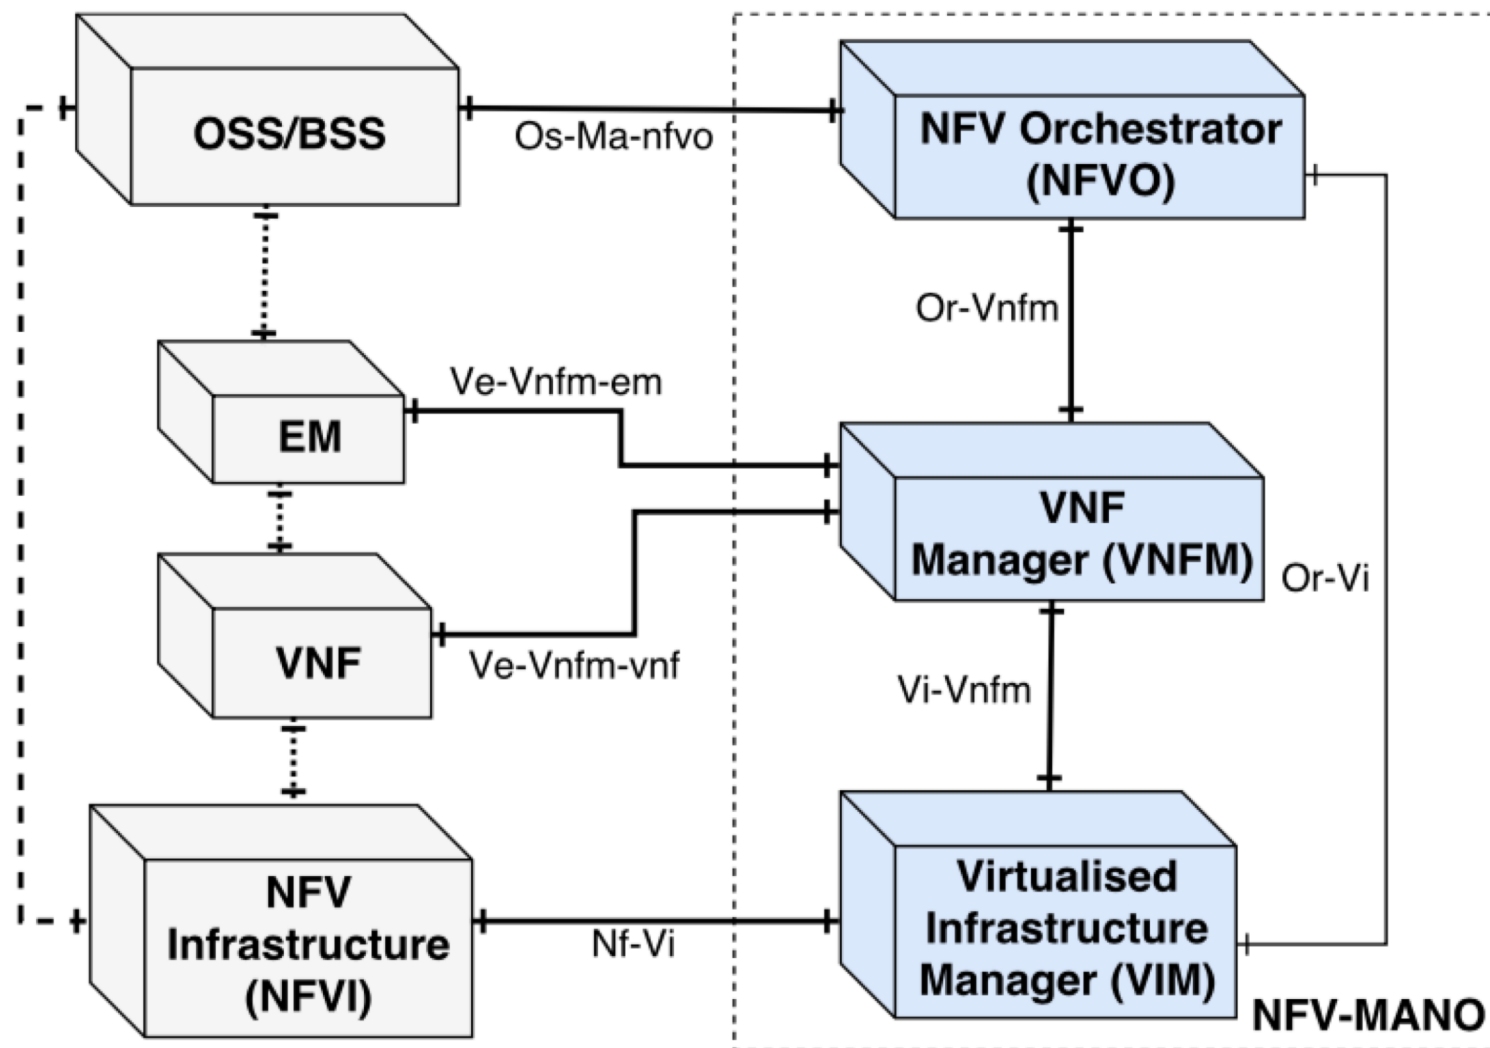 OSS/BSS
Os-Ma-nfvo
NFV Orchestrator
(NFVO)
Or-Vnfm
Ve-Vnfm-em
EM
VNF
Manager (VNFM)
Or-Vi
VNF
Ve-Vnfm-vnf
Vi-Vnfm
NFV
Infrastructure
(NFVI)
Nf-Vi
Virtualised
Infrastructure
Manager (VIM)
NFV-MANO